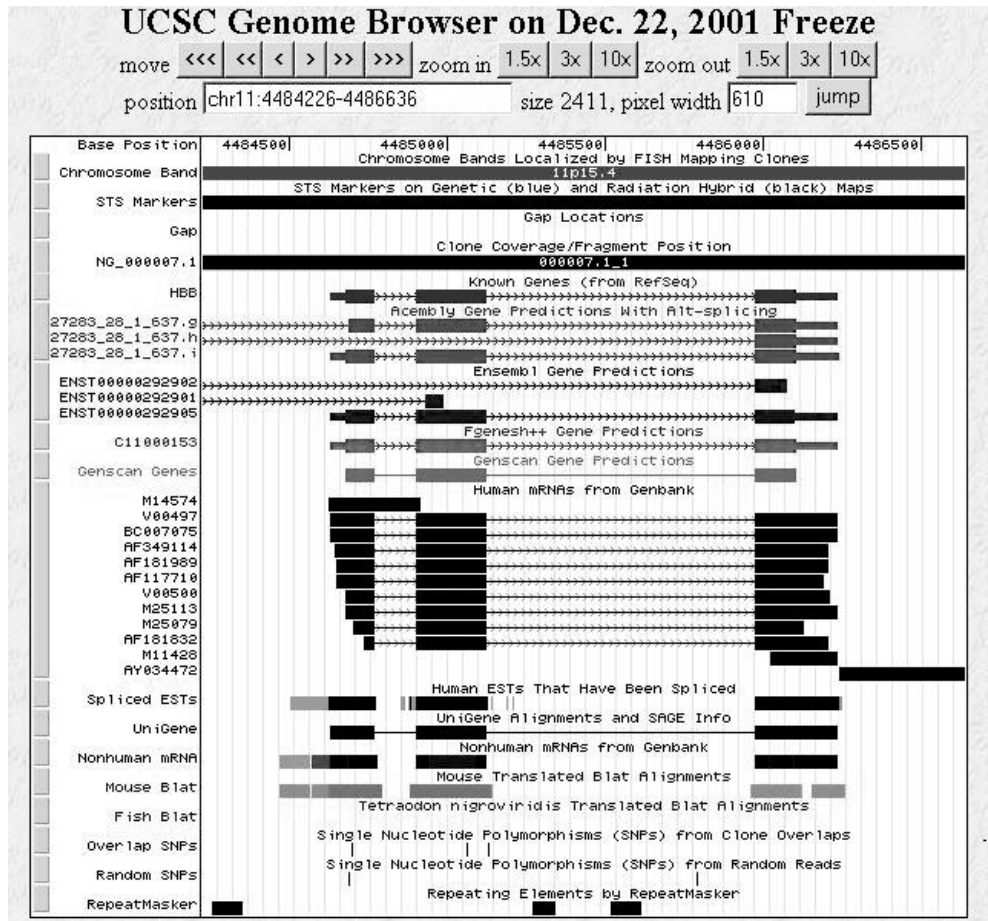 UCSC Genome Browser on Dec. 22, 2001 Freeze
move <<< << < > >> >>> zoom in 1.5x 3x 10x zoom out 1.5x 3x 10x
position chr11:4484226-4486636 size 2411, pixel width 610 jump
Base Position 4484500| 4485000| 4485500| 4486000| 4486500|
Chromosome Bands Localized by FISH Mapping Clones
Chromosome Band 11p15.4
STS Markers on Genetic (blue) and Radiation Hybrid (black) Maps
STS Markers
Gap Locations
Gap
Clone Coverage/Fragment Position
NG_000007.1 000007.1_1
Known Genes (from RefSeq)
HBB
Acembly Gene Predictions With Alt-splicing
27283_28_1_637.g
27283_28_1_637.h
27283_28_1_637.i
Ensembl Gene Predictions
ENST00000292902
ENST00000292901
ENST00000292905
Fgenesh++ Gene Predictions
C11000153
Genscan Gene Predictions
Genscan Genes
Human mRNAs from Genbank
M14574
V00497
BC007075
AF349114
AF181989
AF117710
V00500
M25113
M25079
AF181832
M11428
AY034472
Human ESTs That Have Been Spliced
Spliced ESTs
UniGene Alignments and SAGE Info
UniGene
Nonhuman mRNAs from Genbank
Nonhuman mRNA
Mouse Translated Blat Alignments
Mouse Blat
Tetraodon nigroviridis Translated Blat Alignments
Fish Blat
Single Nucleotide Polymorphisms (SNPs) from Clone Overlaps
Overlap SNPs
Single Nucleotide Polymorphisms (SNPs) from Random Reads
Random SNPs
Repeating Elements by RepeatMasker
RepeatMasker